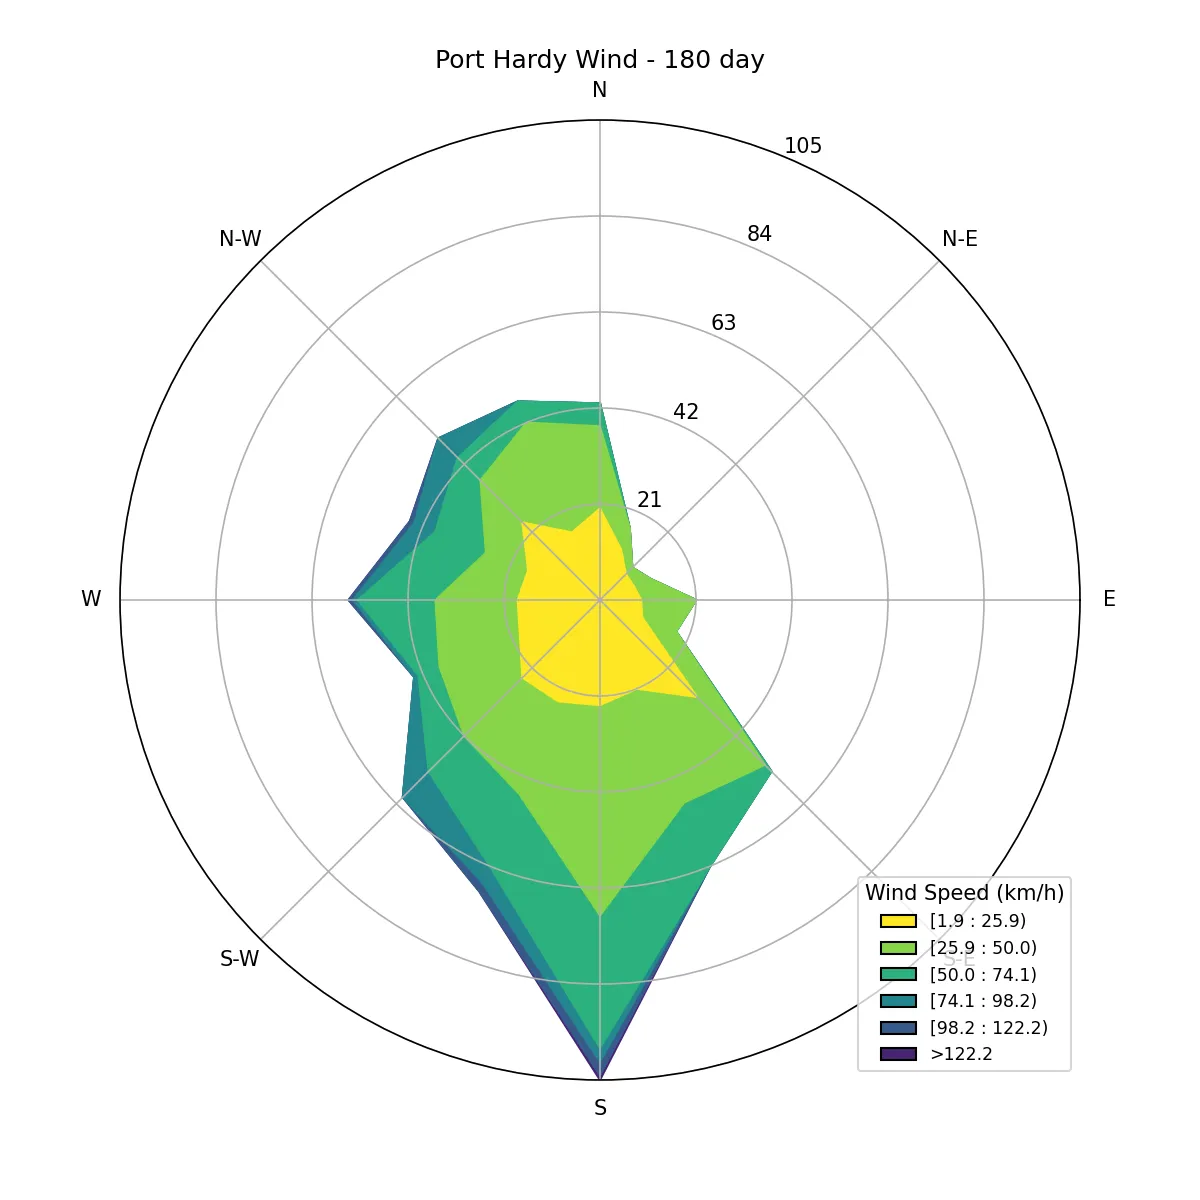 Port Hardy Wind - 180 day
N
105
N-W
84
N-E
63
42
21
W
E
Wind Speed (km/h)
[1.9 : 25.9)
[25.9 : 50.0)
S-W
S-E
[50.0 : 74.1)
[74.1 : 98.2)
[98.2 : 122.2)
>122.2
S